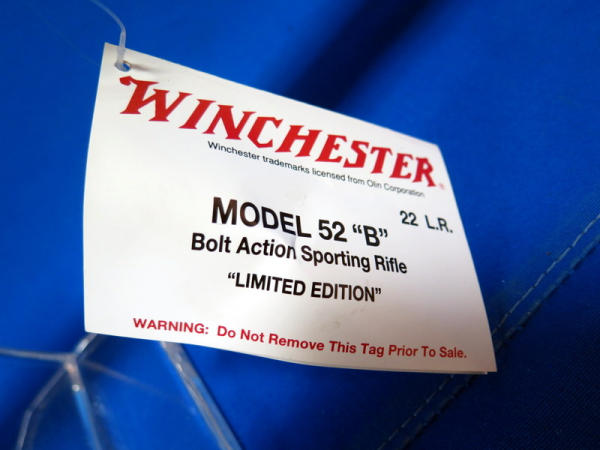 WINCHESTER®
Winchester trademarks licensed from Olin Corporation
MODEL 52 “B” 22 L.R.
Bolt Action Sporting Rifle
“LIMITED EDITION”
WARNING: Do Not Remove This Tag Prior To Sale.